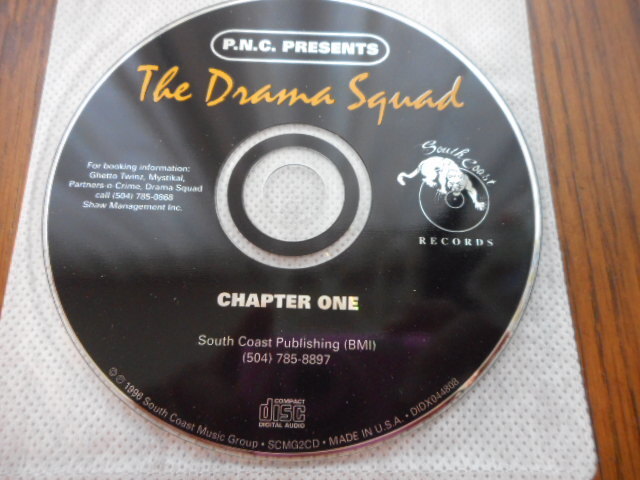 P.N.C. PRESENTS
The Drama Squad
For booking information:
Ghetto Twinz, Mystikal,
Partners-n-Crime, Drama Squad
call (504) 785-0868
Shaw Management Inc.
South Coast
RECORDS
CHAPTER ONE
South Coast Publishing (BMI)
(504) 785-8897
COMPACT
disc
DIGITAL AUDIO
© ℗ 1996 South Coast Music Group • SCMG2CD • MADE IN U.S.A. • DIDX044808